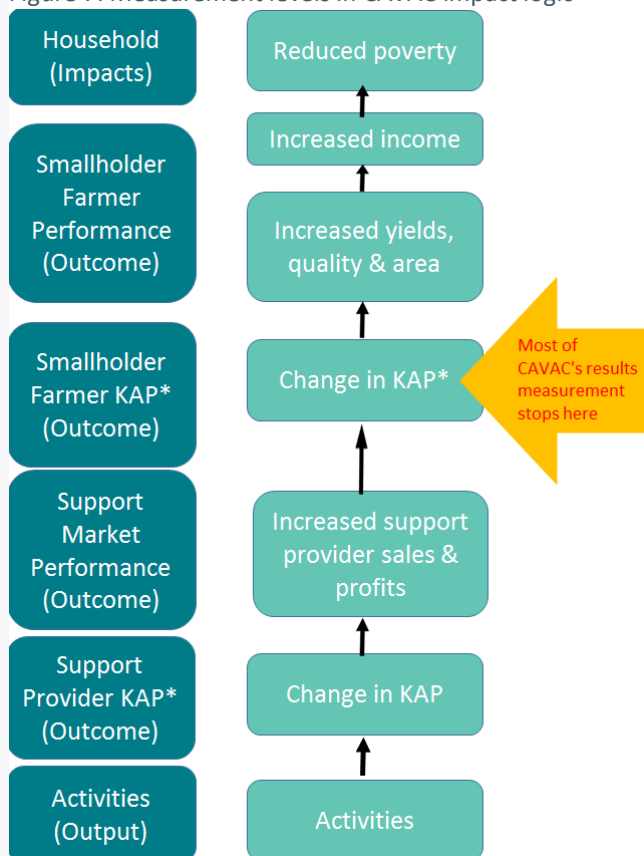 Household
(Impacts)
Reduced poverty
Increased income
Smallholder
Farmer
Performance
(Outcome)
Increased yields,
quality & area
Smallholder
Farmer KAP*
(Outcome)
Change in KAP*
Most of
CAVAC's results
measurement
stops here
Support
Market
Performance
(Outcome)
Increased support
provider sales &
profits
Support
Provider KAP*
(Outcome)
Change in KAP
Activities
(Output)
Activities